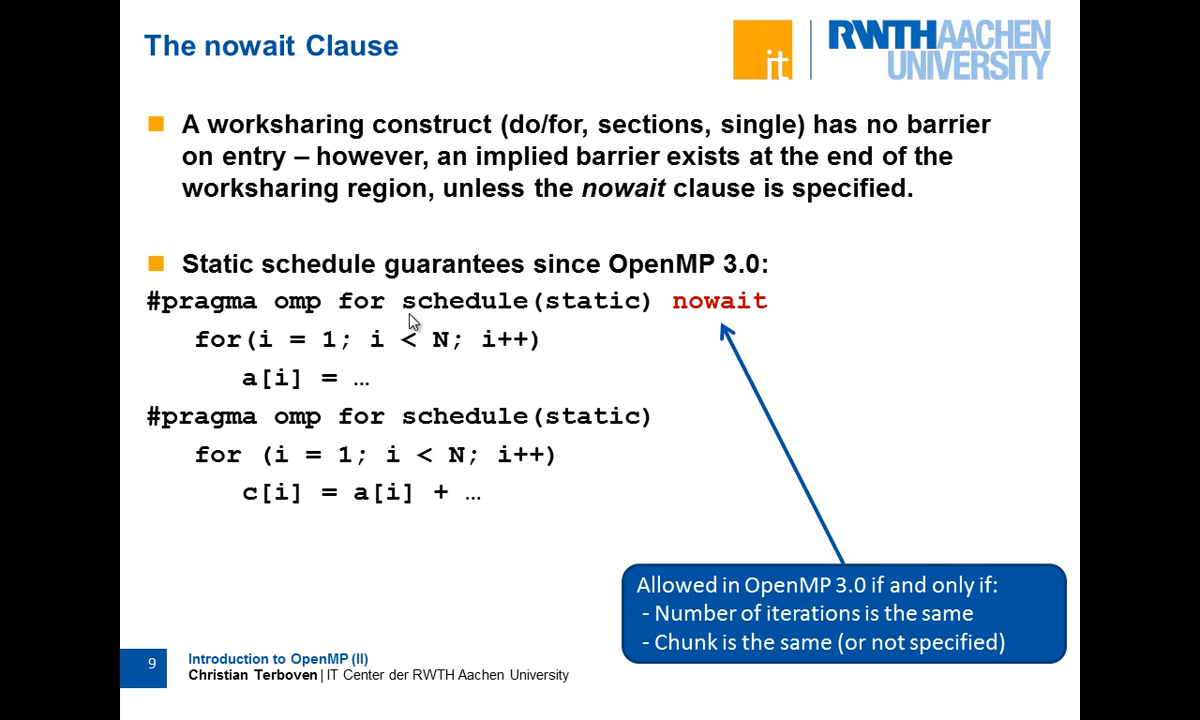 The nowait Clause
it
RWTHAACHEN
UNIVERSITY
A worksharing construct (do/for, sections, single) has no barrier
on entry – however, an implied barrier exists at the end of the
worksharing region, unless the nowait clause is specified.
Static schedule guarantees since OpenMP 3.0:
#pragma omp for schedule(static) nowait
for(i = 1; i < N; i++)
a[i] = …
#pragma omp for schedule(static)
for (i = 1; i < N; i++)
c[i] = a[i] + …
Allowed in OpenMP 3.0 if and only if:
- Number of iterations is the same
- Chunk is the same (or not specified)
9
Introduction to OpenMP (II)
Christian Terboven | IT Center der RWTH Aachen University